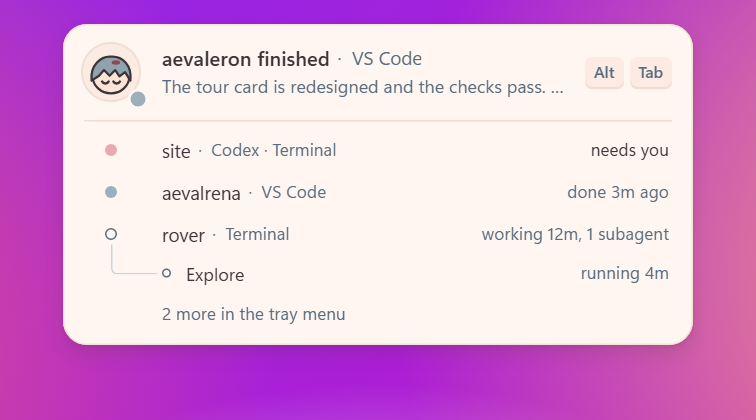 aevaleron finished · VS Code
The tour card is redesigned and the checks pass. ...
Alt Tab
site · Codex · Terminal needs you
aevalrena · VS Code done 3m ago
rover · Terminal working 12m, 1 subagent
Explore running 4m
2 more in the tray menu